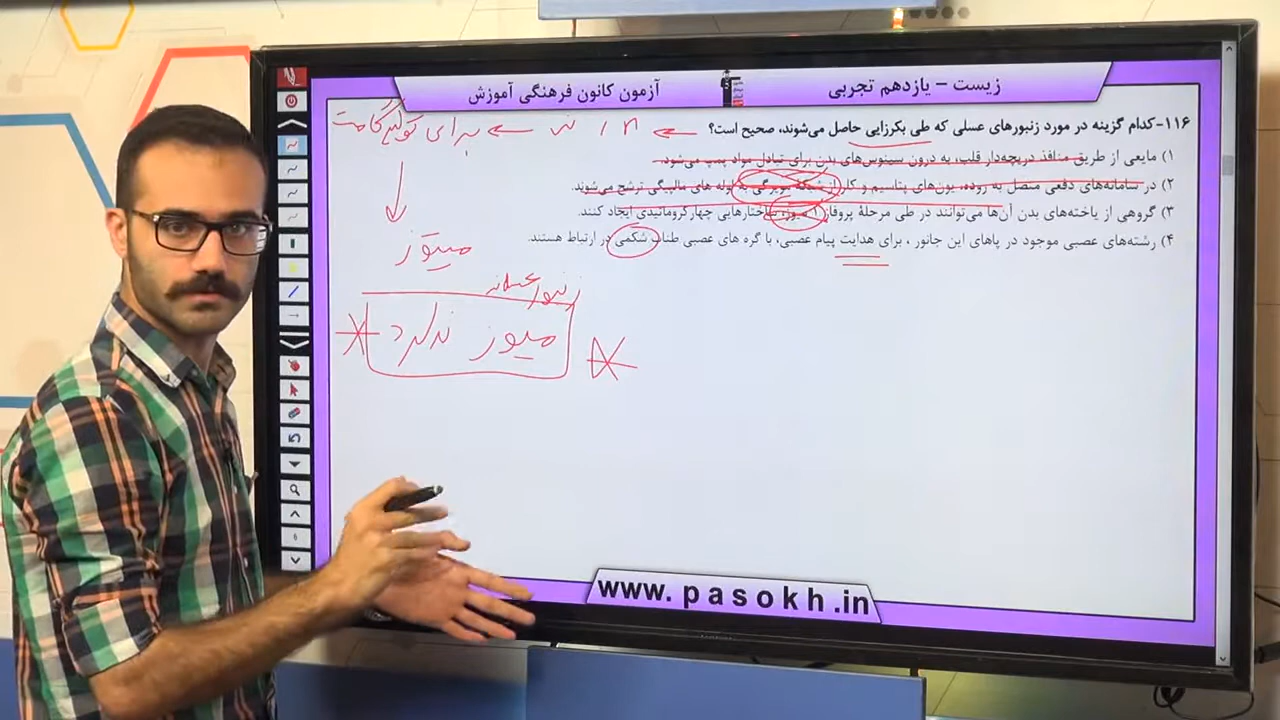 زیست – یازدهم تجربی
آزمون کانون فرهنگی آموزش
۱۱۶-کدام گزینه در مورد زنبورهای عسلی که طی بکرزایی حاصل می‌شوند، صحیح است؟
۱) مایعی از طریق منافذ دریچه‌دار قلب، به درون سینوس‌های بدن برای تبادل مواد پمپ می‌شود.
۲) در سامانه‌های دفعی متصل به روده، یون‌های پتاسیم و کلر از شبکه مویرگی به لوله های مالپیگی ترشح می‌شوند.
۳) گروهی از یاخته‌های بدن آن‌ها می‌توانند در طی مرحلهٔ پروفاز ۱ میوز، ساختارهایی چهارکروماتیدی ایجاد کنند.
۴) رشته‌های عصبی موجود در پاهای این جانور ، برای هدایت پیام عصبی، با گره های عصبی طناب شکمی در ارتباط هستند.
n , نر ← برای تولید گامت
میتوز
زنبور عسل نر
میوز ندارد
www.pasokh.in